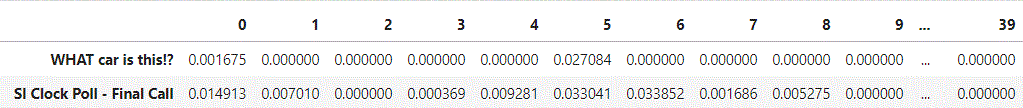 0 1 2 3 4 5 6 7 8 9 ... 39
WHAT car is this!? 0.001675 0.000000 0.000000 0.000000 0.000000 0.027084 0.000000 0.000000 0.000000 0.000000 ... 0.000000
SI Clock Poll - Final Call 0.014913 0.007010 0.000000 0.000369 0.009281 0.033041 0.033852 0.001686 0.005275 0.000000 ... 0.000000